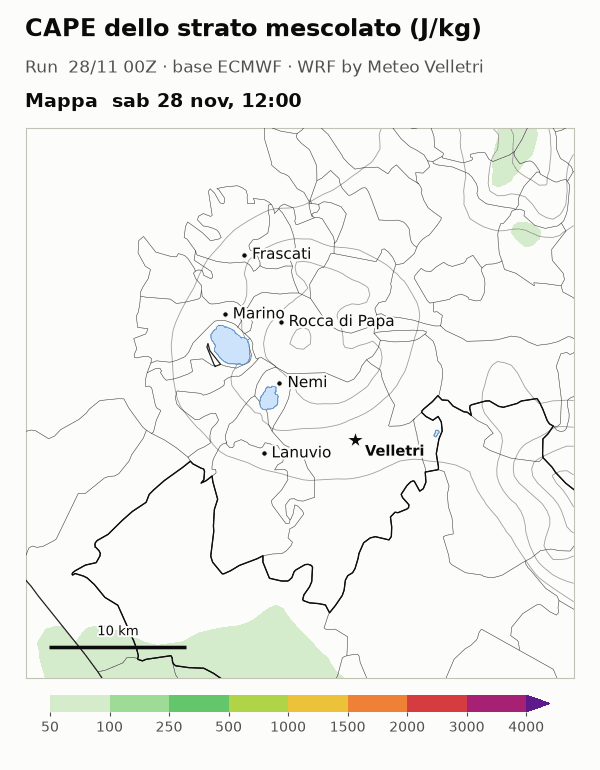 CAPE dello strato mescolato (J/kg)
Run  28/11 00Z · base ECMWF · WRF by Meteo Velletri
Mappa  sab 28 nov, 12:00
Frascati
Marino
Rocca di Papa
Nemi
Velletri
Lanuvio
10 km
50 100 250 500 1000 1500 2000 3000 4000